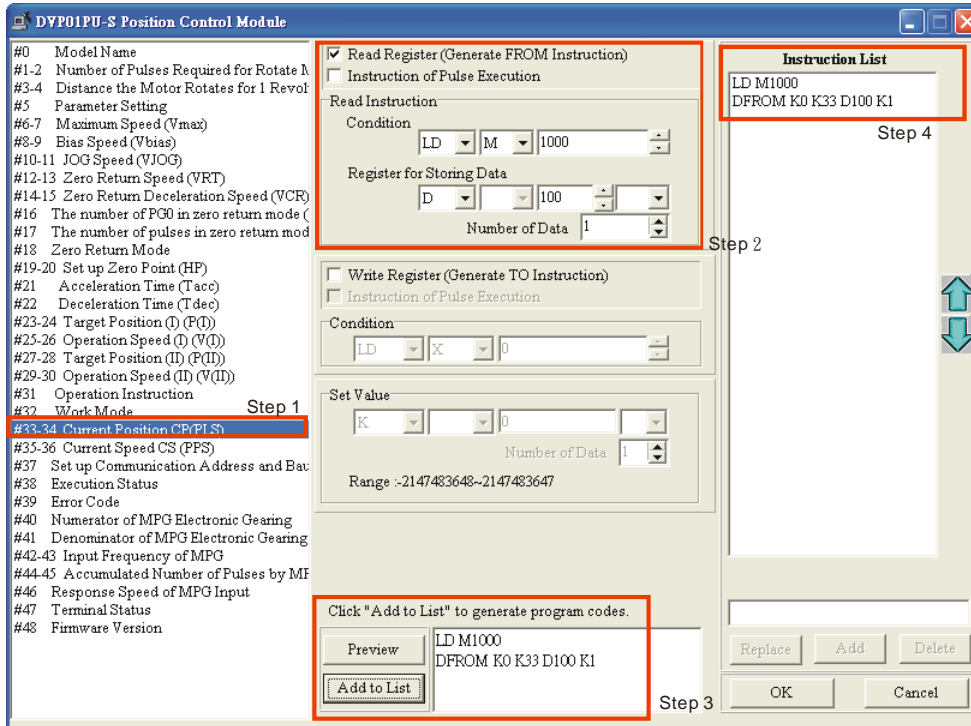 DVP01PU-S Position Control Module
#0 Model Name
#1-2 Number of Pulses Required for Rotate M
#3-4 Distance the Motor Rotates for 1 Revol
#5 Parameter Setting
#6-7 Maximum Speed (Vmax)
#8-9 Bias Speed (Vbias)
#10-11 JOG Speed (VJOG)
#12-13 Zero Return Speed (VRT)
#14-15 Zero Return Deceleration Speed (VCR)
#16 The number of PG0 in zero return mode (
#17 The number of pulses in zero return mod
#18 Zero Return Mode
#19-20 Set up Zero Point (HP)
#21 Acceleration Time (Tacc)
#22 Deceleration Time (Tdec)
#23-24 Target Position (I) (P(I))
#25-26 Operation Speed (I) (V(I))
#27-28 Target Position (II) (P(II))
#29-30 Operation Speed (II) (V(II))
#31 Operation Instruction
#32 Work Mode
Step 1
#33-34 Current Position CP(PLS)
#35-36 Current Speed CS (PPS)
#37 Set up Communication Address and Bau
#38 Execution Status
#39 Error Code
#40 Numerator of MPG Electronic Gearing
#41 Denominator of MPG Electronic Gearing
#42-43 Input Frequency of MPG
#44-45 Accumulated Number of Pulses by MP
#46 Response Speed of MPG Input
#47 Terminal Status
#48 Firmware Version
Read Register (Generate FROM Instruction)
Instruction of Pulse Execution
Read Instruction
Condition
LD M 1000
Register for Storing Data
D 100
Number of Data 1
Step 2
Write Register (Generate TO Instruction)
Instruction of Pulse Execution
Condition
LD X 0
Set Value
K 0
Number of Data 1
Range :-2147483648~2147483647
Click "Add to List" to generate program codes.
Preview
Add to List
LD M1000
DFROM K0 K33 D100 K1
Step 3
Instruction List
LD M1000
DFROM K0 K33 D100 K1
Step 4
Replace Add Delete
OK Cancel